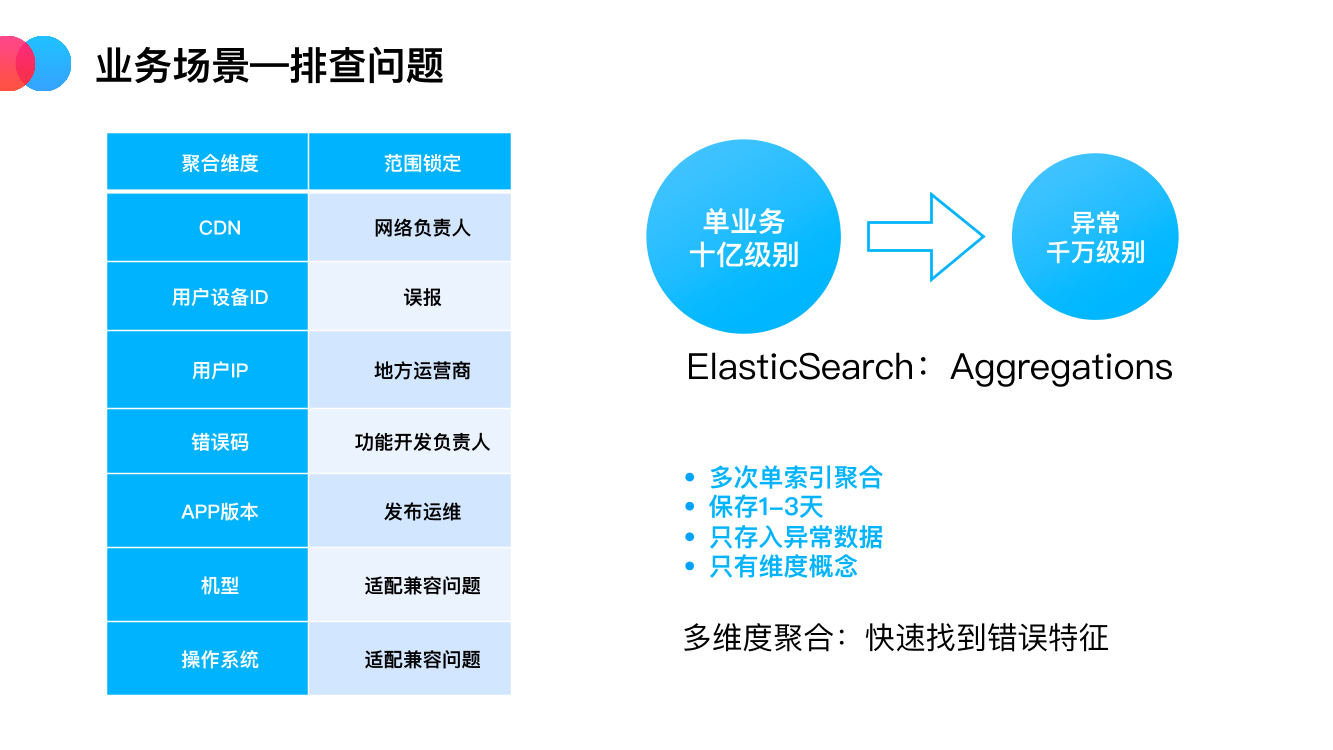 业务场景—排查问题
聚合维度 范围锁定
CDN 网络负责人
用户设备ID 误报
用户IP 地方运营商
错误码 功能开发负责人
APP版本 发布运维
机型 适配兼容问题
操作系统 适配兼容问题
单业务
十亿级别
异常
千万级别
ElasticSearch：Aggregations
• 多次单索引聚合
• 保存1–3天
• 只存入异常数据
• 只有维度概念
多维度聚合：快速找到错误特征